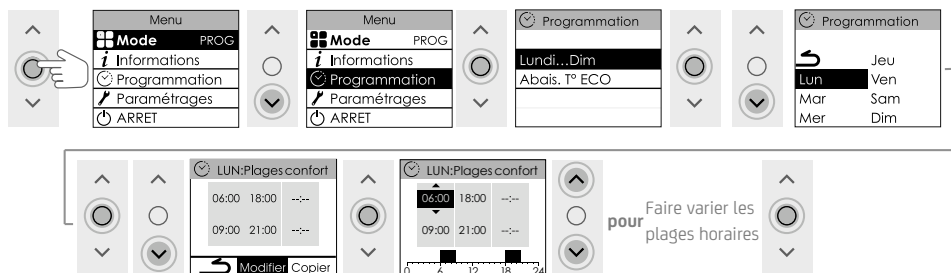 Menu
Mode PROG
i Informations
Programmation
Paramétrages
ARRET
Menu
Mode PROG
i Informations
Programmation
Paramétrages
ARRET
Programmation
Lundi...Dim
Abais. T° ECO
Programmation
Jeu
Lun Ven
Mar Sam
Mer Dim
LUN:Plages confort
06:00 18:00 --:--
09:00 21:00 --:--
Modifier Copier
LUN:Plages confort
06:00 18:00 --:--
09:00 21:00 --:--
0 6 12 18 24
pour Faire varier les
plages horaires